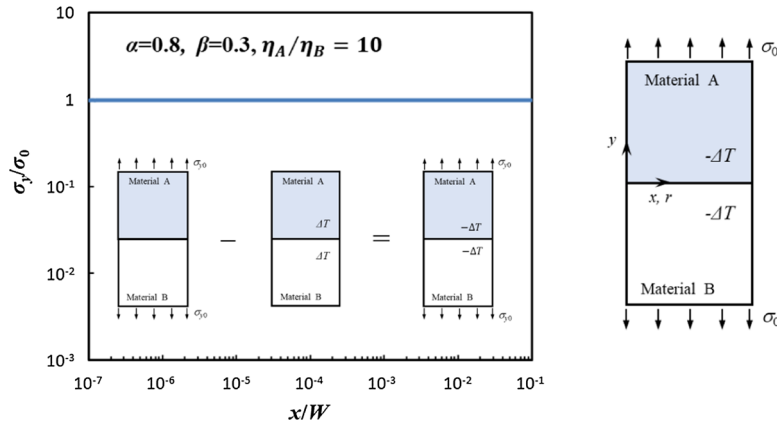 α=0.8, β=0.3, η_A/η_B = 10
σ_y/σ_0
10
1
10^-1
10^-2
10^-3
10^-7
10^-6
10^-5
10^-4
10^-3
10^-2
10^-1
x/W
σ_y0
Material A
Material B
σ_y0
−
Material A
ΔT
ΔT
Material B
=
σ_y0
Material A
−ΔT
−ΔT
Material B
σ_y0
σ_0
Material A
y
-ΔT
x, r
-ΔT
Material B
σ_0